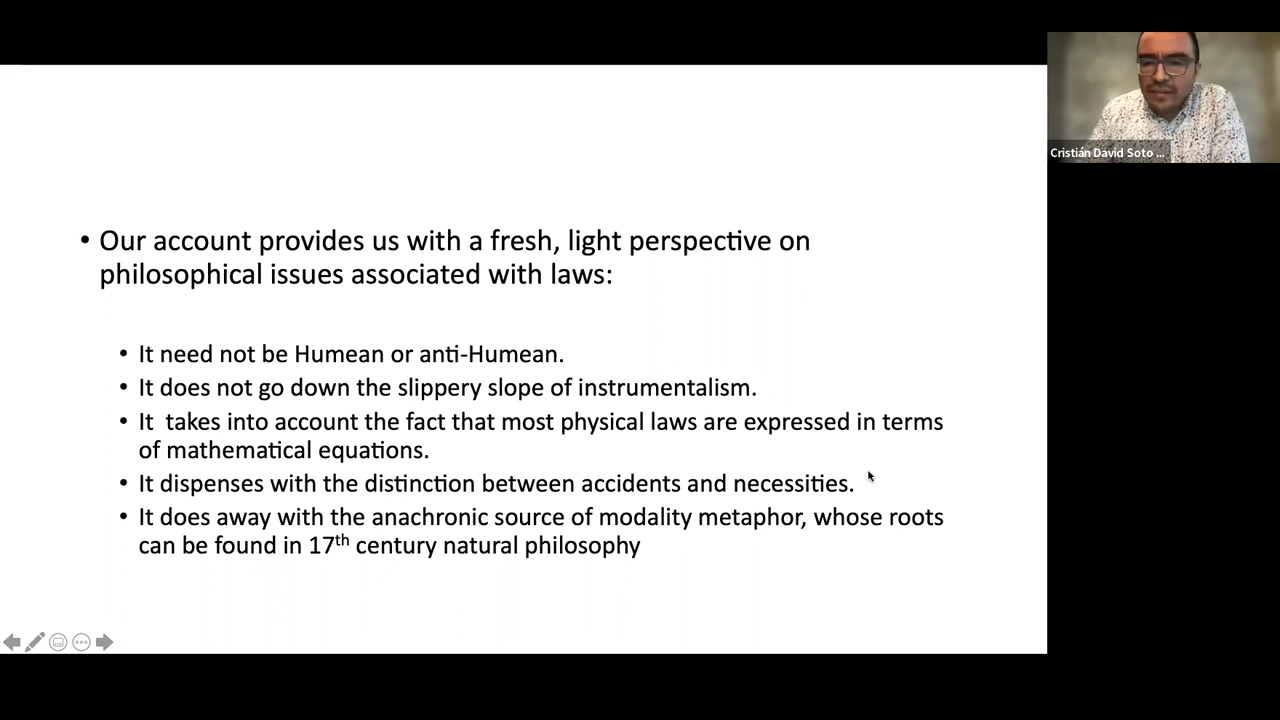 • Our account provides us with a fresh, light perspective on
philosophical issues associated with laws:
• It need not be Humean or anti-Humean.
• It does not go down the slippery slope of instrumentalism.
• It  takes into account the fact that most physical laws are expressed in terms
of mathematical equations.
• It dispenses with the distinction between accidents and necessities.
• It does away with the anachronic source of modality metaphor, whose roots
can be found in 17th century natural philosophy
Cristián David Soto ...